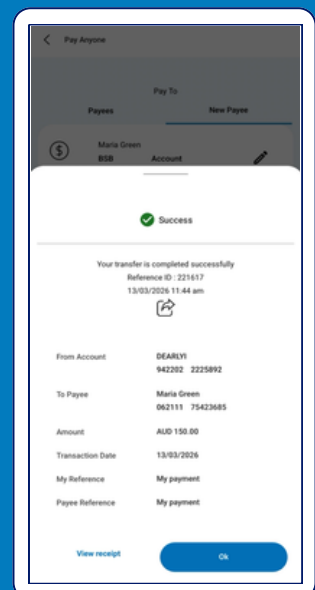 Pay Anyone
Pay To
Payees New Payee
Maria Green
BSB Account
Success
Your transfer is completed successfully
Reference ID : 221617
13/03/2026 11:44 am
From Account DEARLYI
942202 2225892
To Payee Maria Green
062111 75423685
Amount AUD 150.00
Transaction Date 13/03/2026
My Reference My payment
Payee Reference My payment
View receipt Ok